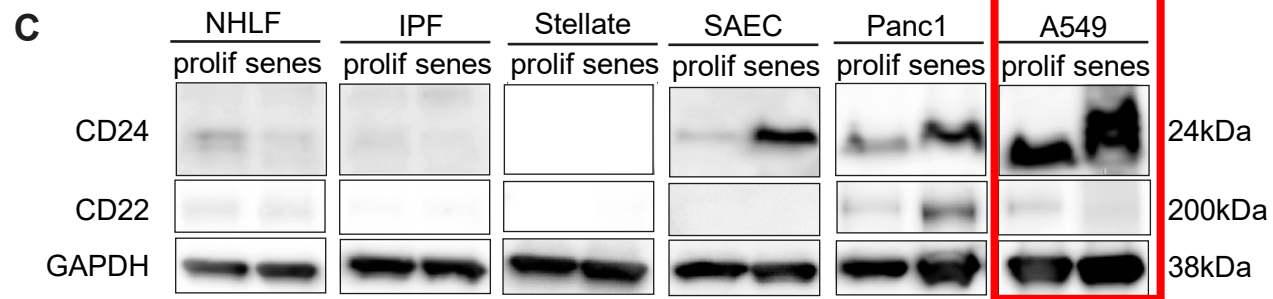 C
NHLF IPF Stellate SAEC Panc1 A549
prolif senes prolif senes prolif senes prolif senes prolif senes prolif senes
CD24 24kDa
CD22 200kDa
GAPDH 38kDa